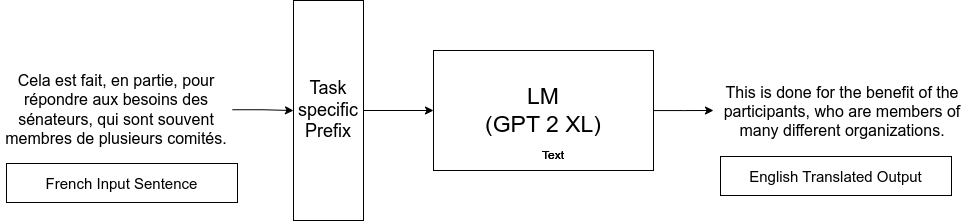 Cela est fait, en partie, pour
répondre aux besoins des
sénateurs, qui sont souvent
membres de plusieurs comités.
French Input Sentence
Task
specific
Prefix
LM
(GPT 2 XL)
Text
This is done for the benefit of the
participants, who are members of
many different organizations.
English Translated Output